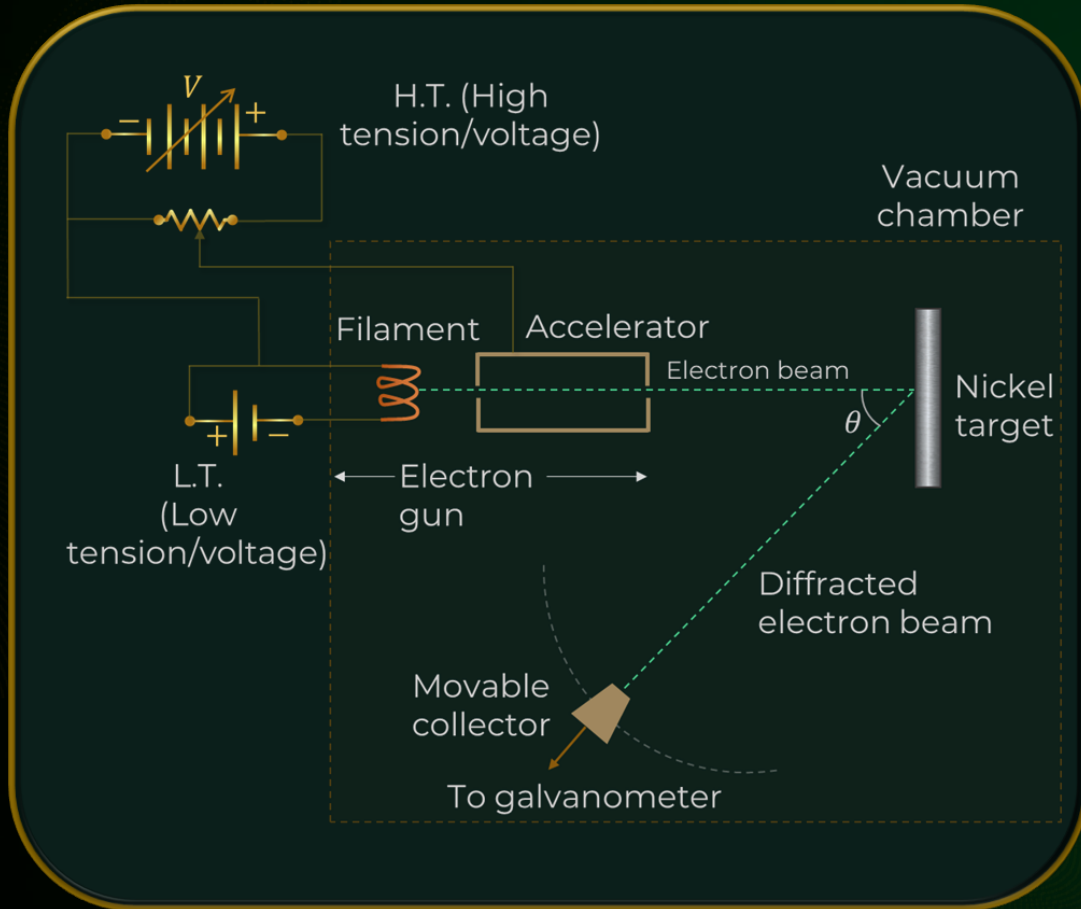 V
− +
H.T. (High
tension/voltage)
Vacuum
chamber
Filament
Accelerator
Electron beam
Nickel
target
θ
+ −
L.T.
(Low
tension/voltage)
Electron
gun
Diffracted
electron beam
Movable
collector
To galvanometer